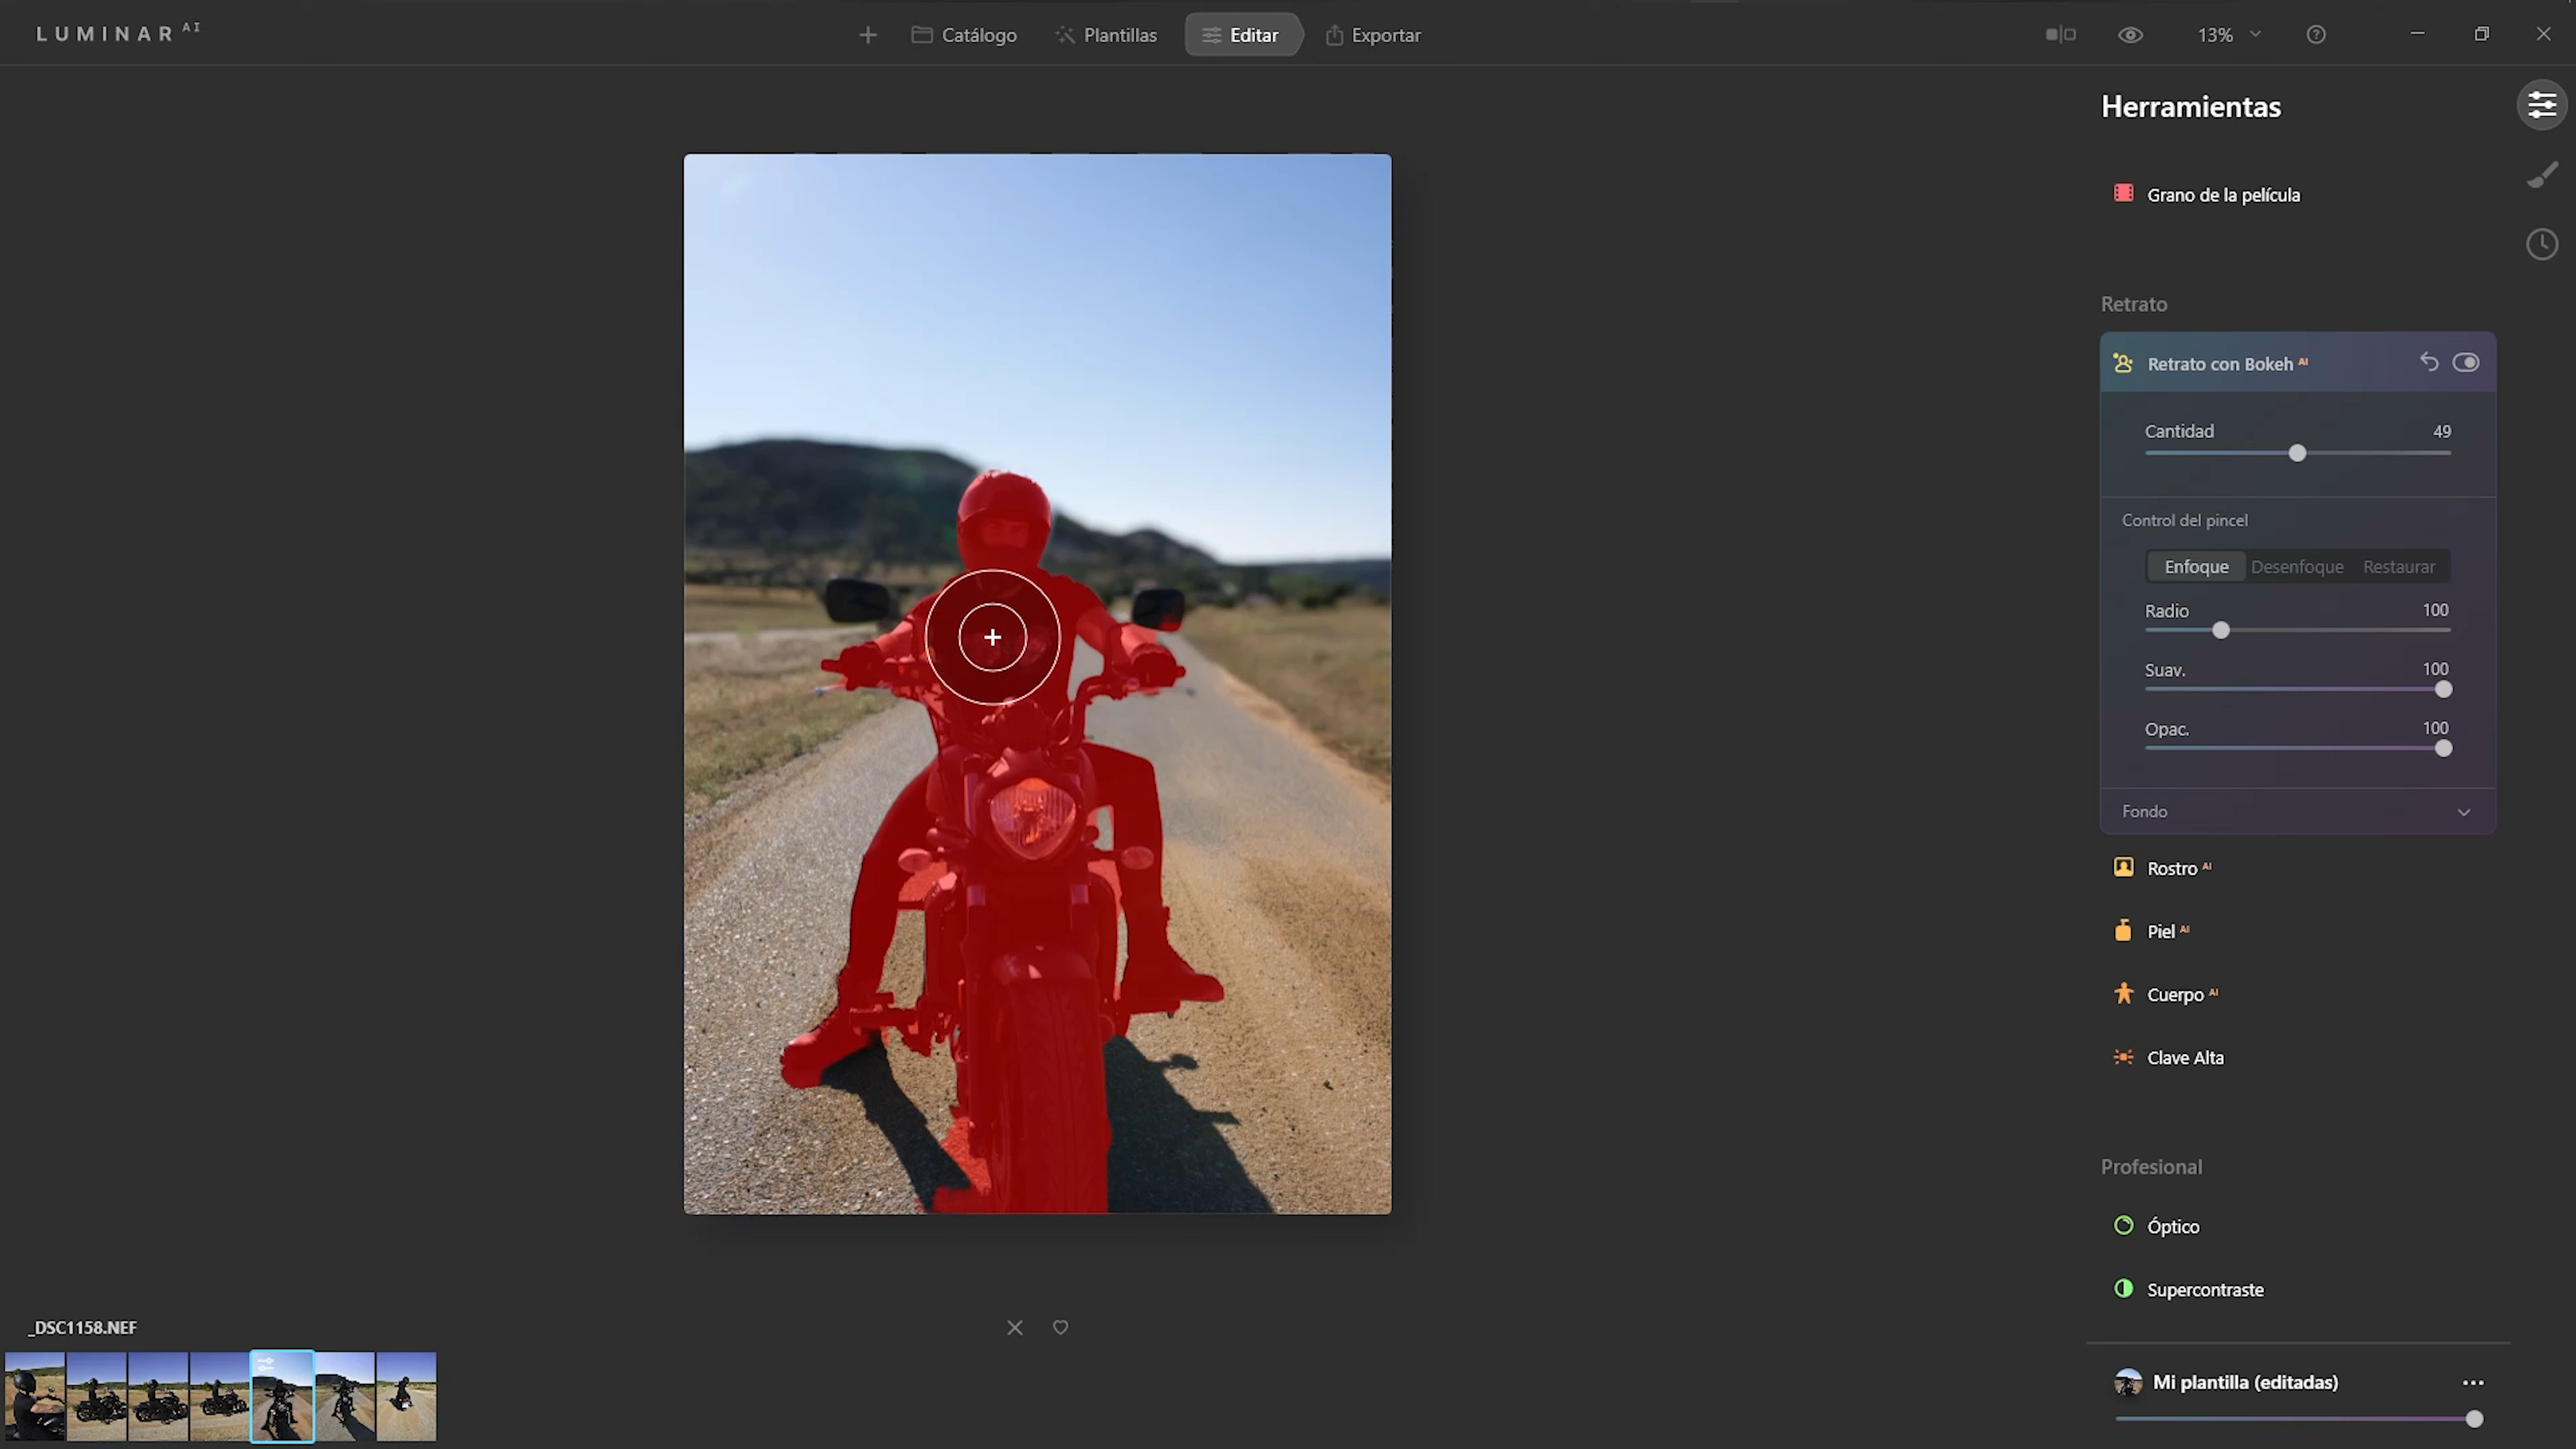 LUMINAR AI
Catálogo
Plantillas
Editar
Exportar
13%
Herramientas
Grano de la película
Retrato
Retrato con Bokeh AI
Cantidad 49
Control del pincel
Enfoque Desenfoque Restaurar
Radio 100
Suav. 100
Opac. 100
Fondo
Rostro AI
Piel AI
Cuerpo AI
Clave Alta
Profesional
Óptico
Supercontraste
_DSC1158.NEF
Mi plantilla (editadas)